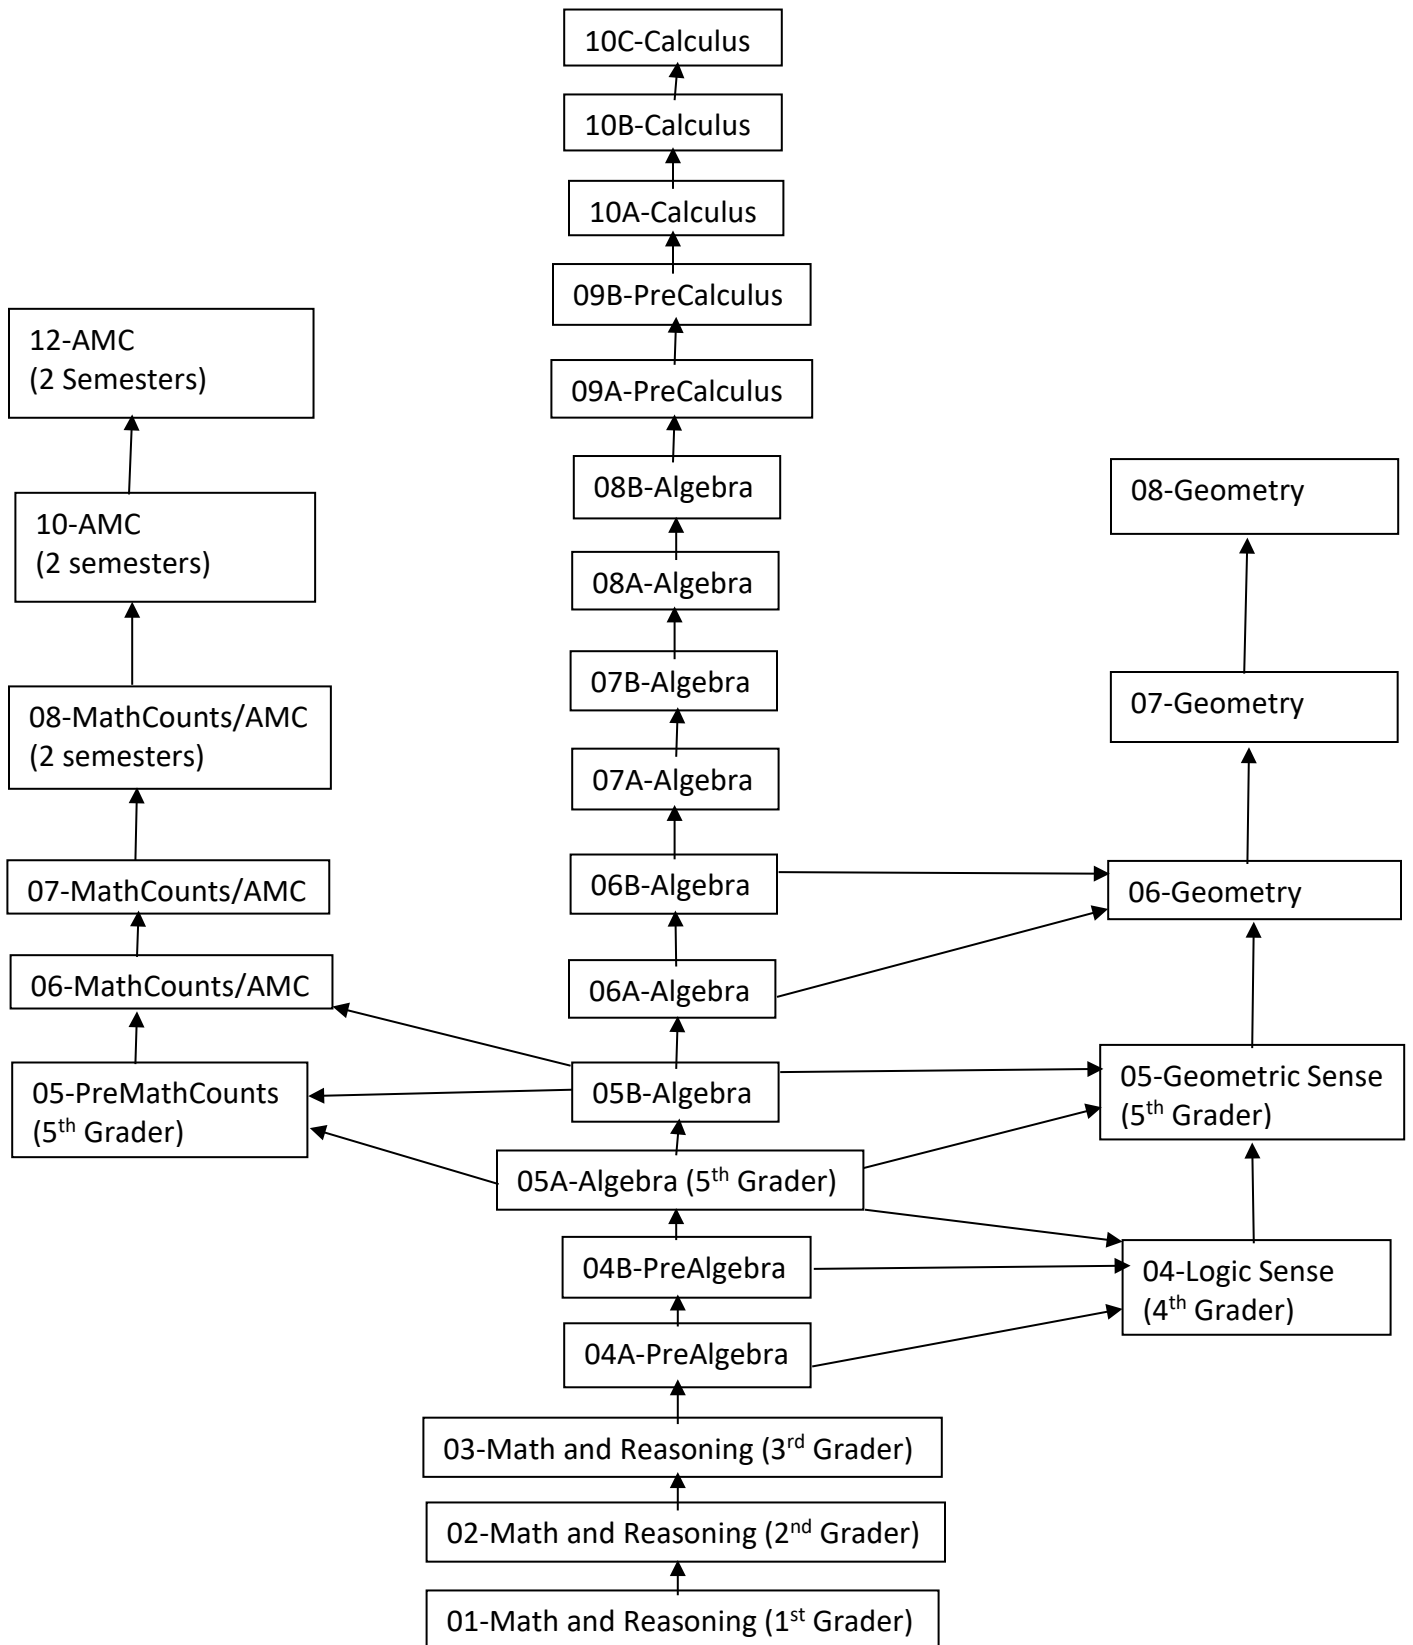 10C-Calculus
10B-Calculus
10A-Calculus
09B-PreCalculus
12-AMC
(2 Semesters)
09A-PreCalculus
08B-Algebra
08-Geometry
10-AMC
(2 semesters)
08A-Algebra
07B-Algebra
07-Geometry
08-MathCounts/AMC
(2 semesters)
07A-Algebra
07-MathCounts/AMC
06B-Algebra
06-Geometry
06-MathCounts/AMC
06A-Algebra
05-PreMathCounts
(5th Grader)
05B-Algebra
05-Geometric Sense
(5th Grader)
05A-Algebra (5th Grader)
04B-PreAlgebra
04-Logic Sense
(4th Grader)
04A-PreAlgebra
03-Math and Reasoning (3rd Grader)
02-Math and Reasoning (2nd Grader)
01-Math and Reasoning (1st Grader)